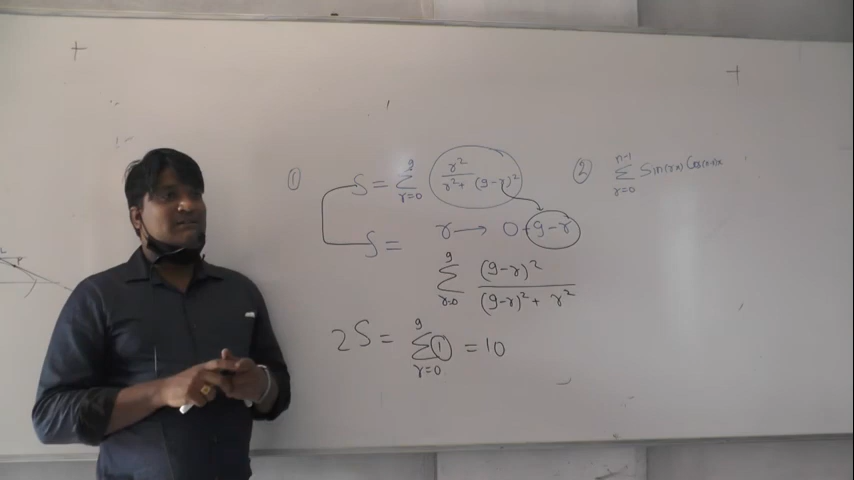 ① S = Σ_{r=0}^{9} r²/(r² + (9-r)²)
r → 0+9-r
S = Σ_{r=0}^{9} (9-r)²/((9-r)² + r²)
2S = Σ_{r=0}^{9} ① = 10
② Σ_{r=0}^{n-1} Sin(rx)